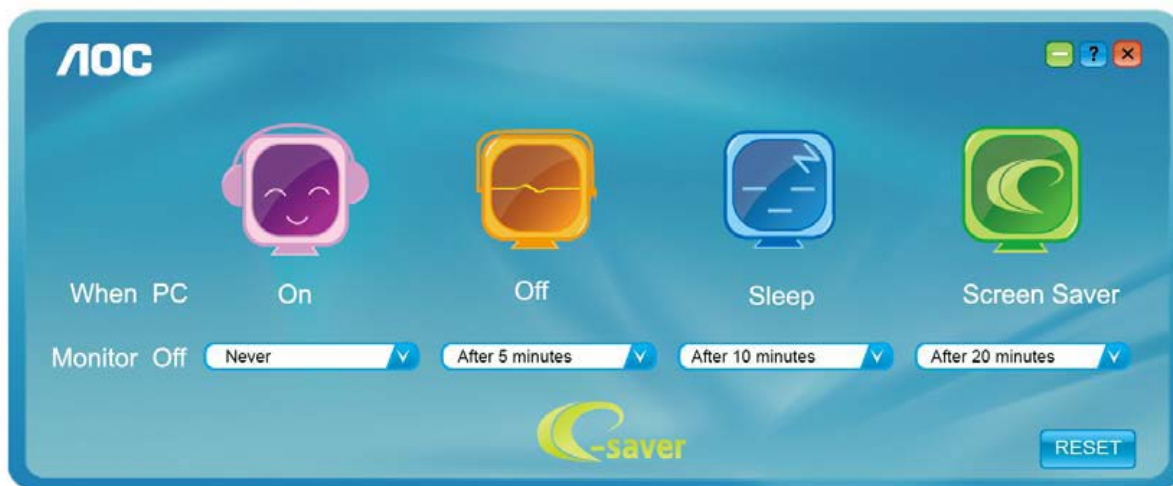 AOC
?
When PC On Off Sleep Screen Saver
Monitor Off Never After 5 minutes After 10 minutes After 20 minutes
e-saver
RESET